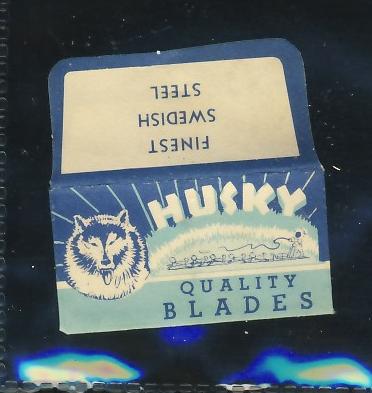 FINEST
SWEDISH
STEEL
HUSKY
QUALITY
BLADES